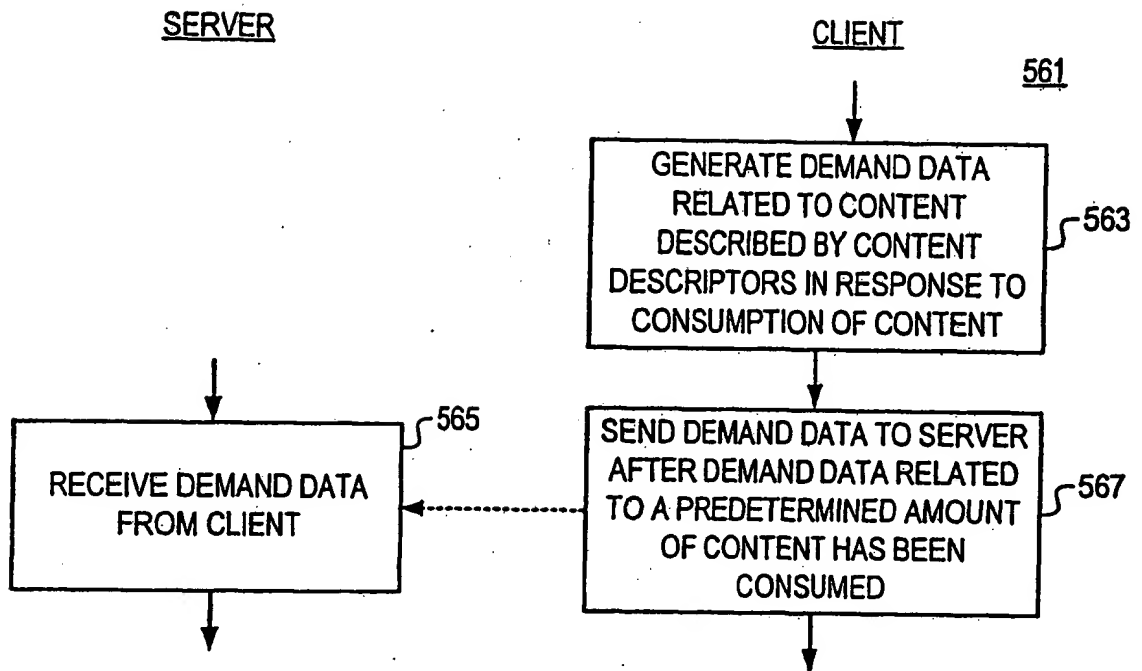 SERVER
CLIENT
561
GENERATE DEMAND DATA
RELATED TO CONTENT
DESCRIBED BY CONTENT
DESCRIPTORS IN RESPONSE TO
CONSUMPTION OF CONTENT
563
565
RECEIVE DEMAND DATA
FROM CLIENT
SEND DEMAND DATA TO SERVER
AFTER DEMAND DATA RELATED
TO A PREDETERMINED AMOUNT
OF CONTENT HAS BEEN
CONSUMED
567